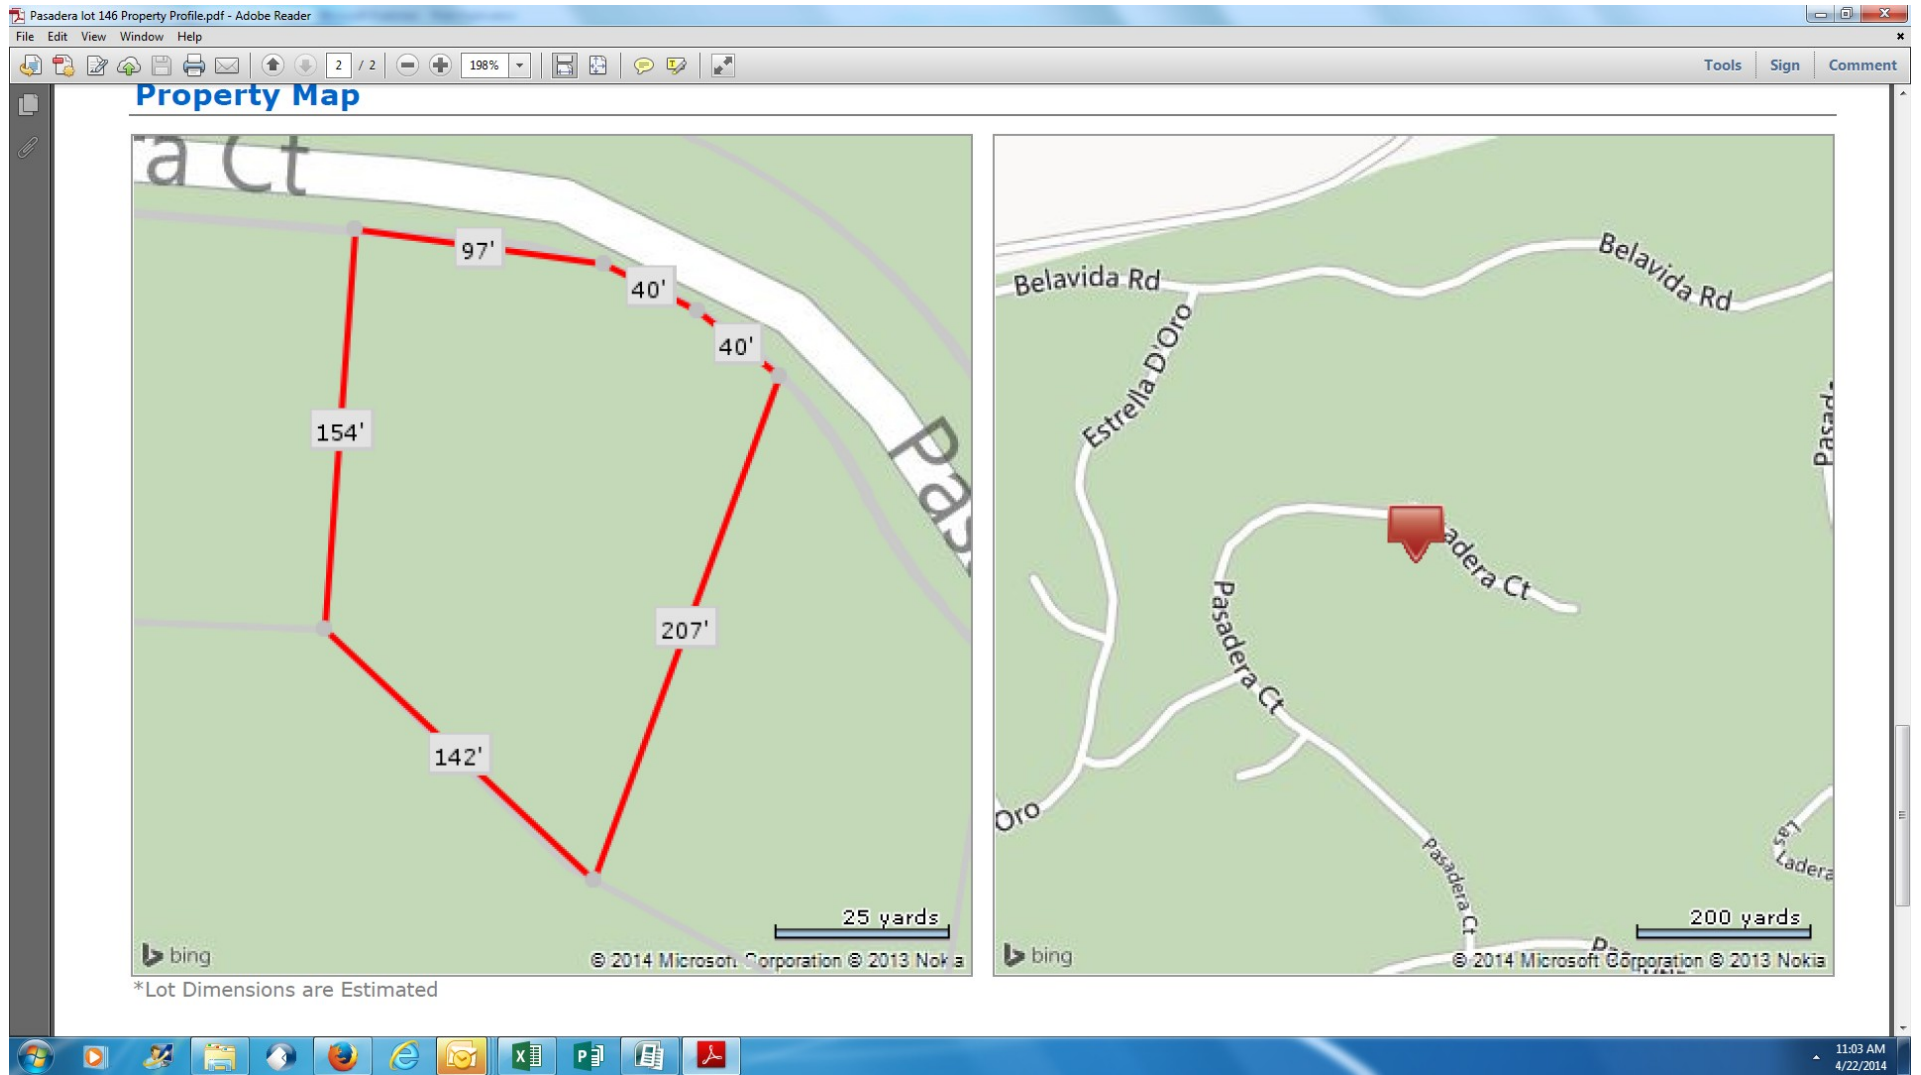 Pasadera lot 146 Property Profile.pdf - Adobe Reader
File Edit View Window Help
2 / 2 198% Tools Sign Comment
Property Map
ra Ct
97'
40'
40'
154'
207'
142'
Pas
25 yards
bing
© 2014 Microsoft Corporation © 2013 Nokia
Belavida Rd
Belavida Rd
Estrella D'Oro
Pasad
adera Ct
Pasadera Ct
Oro
Pasadera Ct
Las
Ladera
200 yards
bing
© 2014 Microsoft Corporation © 2013 Nokia
*Lot Dimensions are Estimated
11:03 AM
4/22/2014